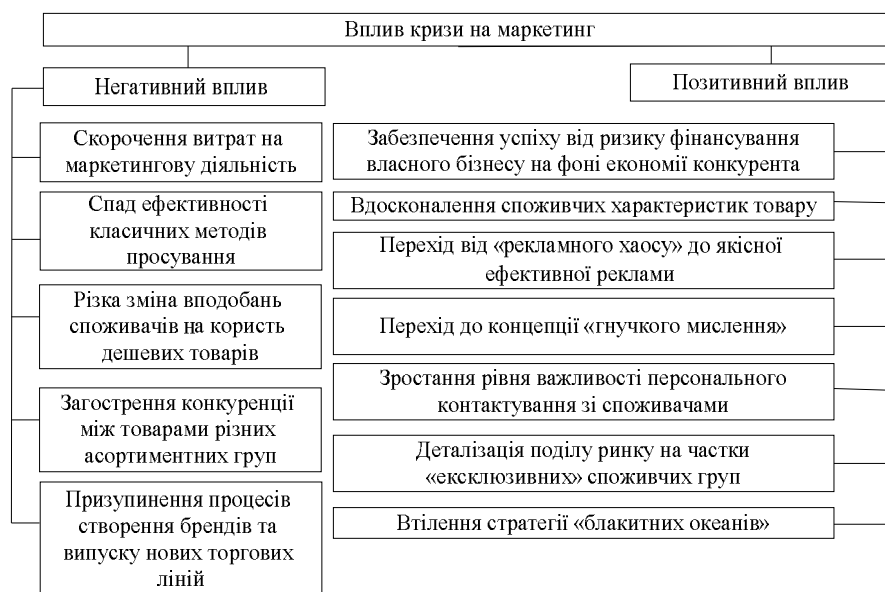 Вплив кризи на маркетинг
Негативний вплив
Позитивний вплив
Скорочення витрат на
маркетингову діяльність
Спад ефективності
класичних методів
просування
Різка зміна вподобань
споживачів на користь
дешевих товарів
Загострення конкуренції
між товарами різних
асортиментних груп
Призупинення процесів
створення брендів та
випуску нових торгових
ліній
Забезпечення успіху від ризику фінансування
власного бізнесу на фоні економії конкурента
Вдосконалення споживчих характеристик товару
Перехід від «рекламного хаосу» до якісної
ефективної реклами
Перехід до концепції «гнучкого мислення»
Зростання рівня важливості персонального
контактування зі споживачами
Деталізація поділу ринку на частки
«ексклюзивних» споживчих груп
Втілення стратегії «блакитних океанів»